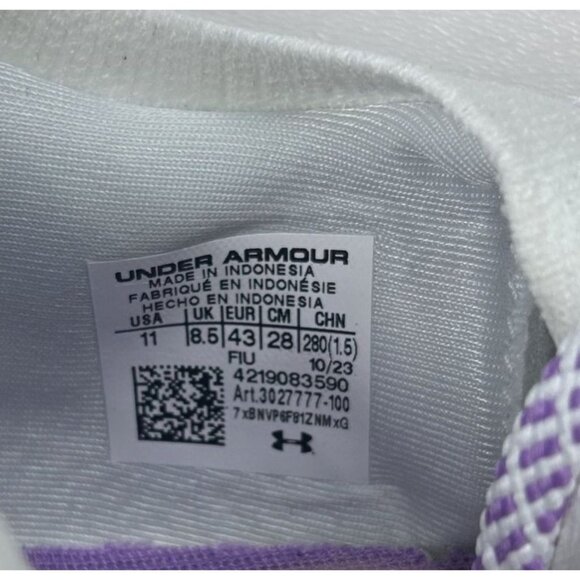 UNDER ARMOUR
MADE IN INDONESIA
FABRIQUÉ EN INDONÉSIE
HECHO EN INDONESIA
USA UK EUR CM CHN
11 8.5 43 28 280(1.5)
FIU 10/23
4219083590
Art.3027777-100
7xBNVP6F81ZNMxG